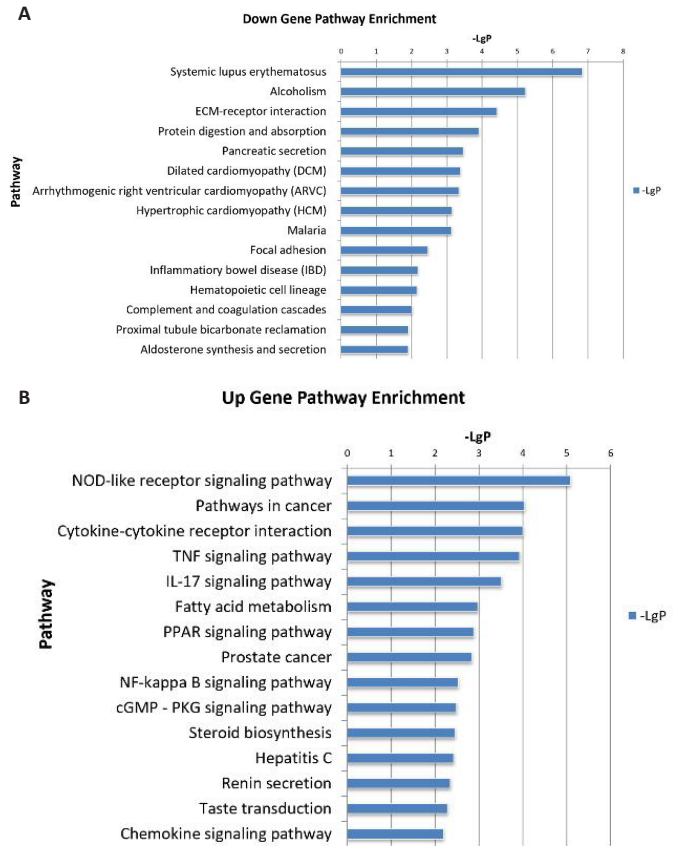 A
Down Gene Pathway Enrichment
-LgP
0 1 2 3 4 5 6 7 8
Systemic lupus erythematosus
Alcoholism
ECM-receptor interaction
Protein digestion and absorption
Pancreatic secretion
Dilated cardiomyopathy (DCM)
Arrhythmogenic right ventricular cardiomyopathy (ARVC)
Hypertrophic cardiomyopathy (HCM)
Malaria
Focal adhesion
Inflammatiory bowel disease (IBD)
Hematopoietic cell lineage
Complement and coagulation cascades
Proximal tubule bicarbonate reclamation
Aldosterone synthesis and secretion
Pathway
-LgP
B
Up Gene Pathway Enrichment
-LgP
0 1 2 3 4 5 6
NOD-like receptor signaling pathway
Pathways in cancer
Cytokine-cytokine receptor interaction
TNF signaling pathway
IL-17 signaling pathway
Fatty acid metabolism
PPAR signaling pathway
Prostate cancer
NF-kappa B signaling pathway
cGMP - PKG signaling pathway
Steroid biosynthesis
Hepatitis C
Renin secretion
Taste transduction
Chemokine signaling pathway
Pathway
-LgP